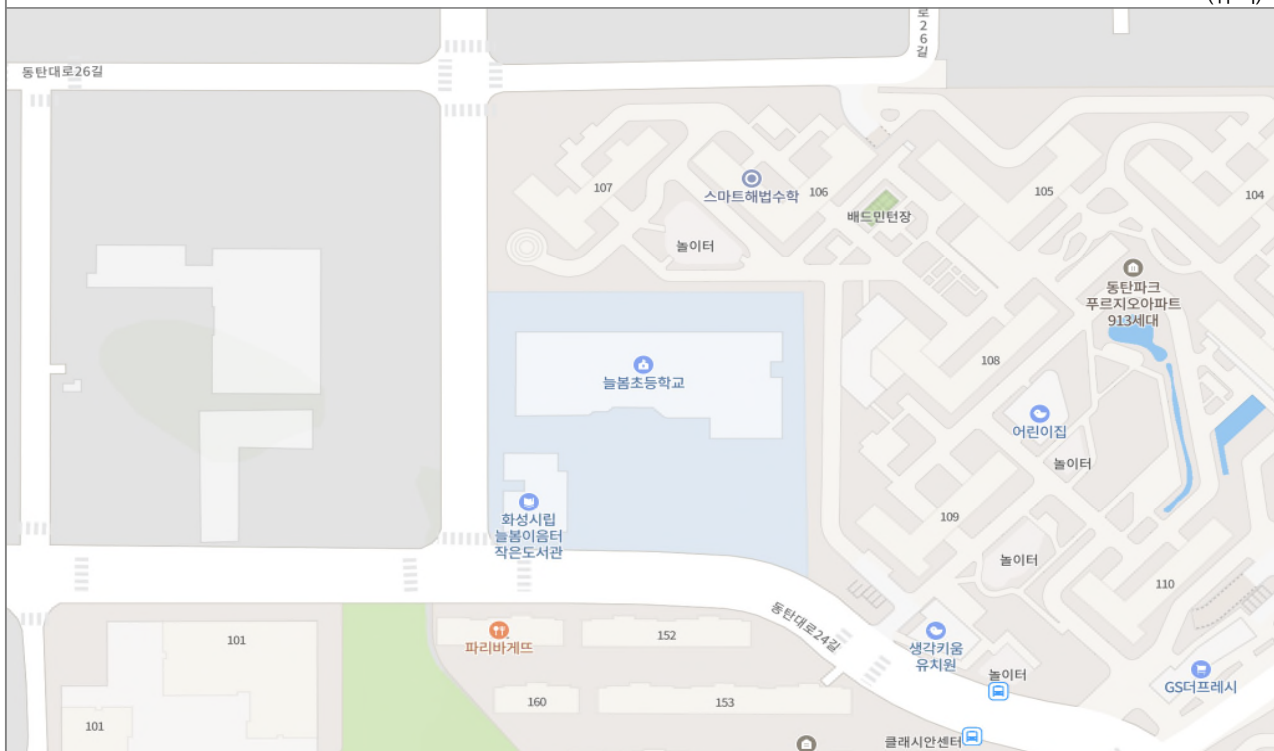 로26길
동탄대로26길
107
스마트해법수학
106
105
104
배드민턴장
놀이터
동탄파크
푸르지오아파트
913세대
늘봄초등학교
108
어린이집
놀이터
화성시립
늘봄이음터
작은도서관
109
놀이터
110
동탄대로24길
101
파리바게뜨
152
생각키움
유치원
놀이터
GS더프레시
160
153
101
클래시안센터